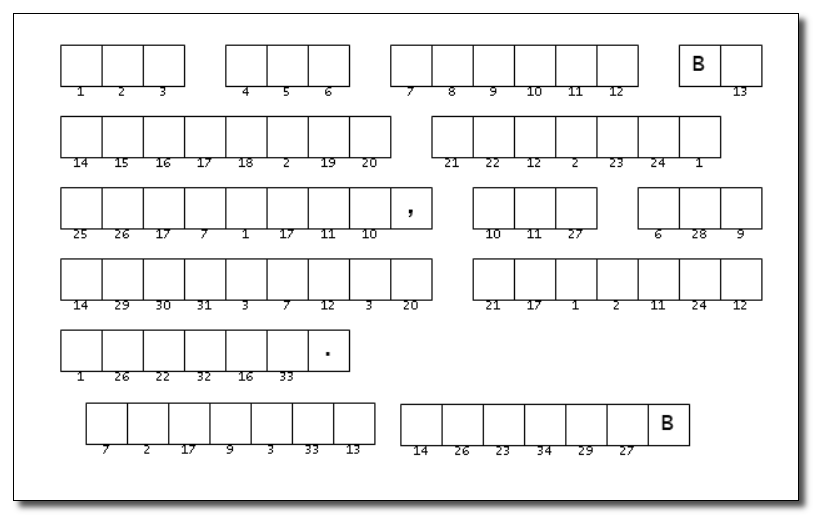 B
1 2 3 4 5 6 7 8 9 10 11 12 13
14 15 16 17 18 2 19 20 21 22 12 2 23 24 1
,
25 26 17 7 1 17 11 10 10 11 27 6 28 9
14 29 30 31 3 7 12 3 20 21 17 1 2 11 24 12
.
1 26 22 32 16 33
B
7 2 17 9 3 33 13 14 26 23 34 29 27